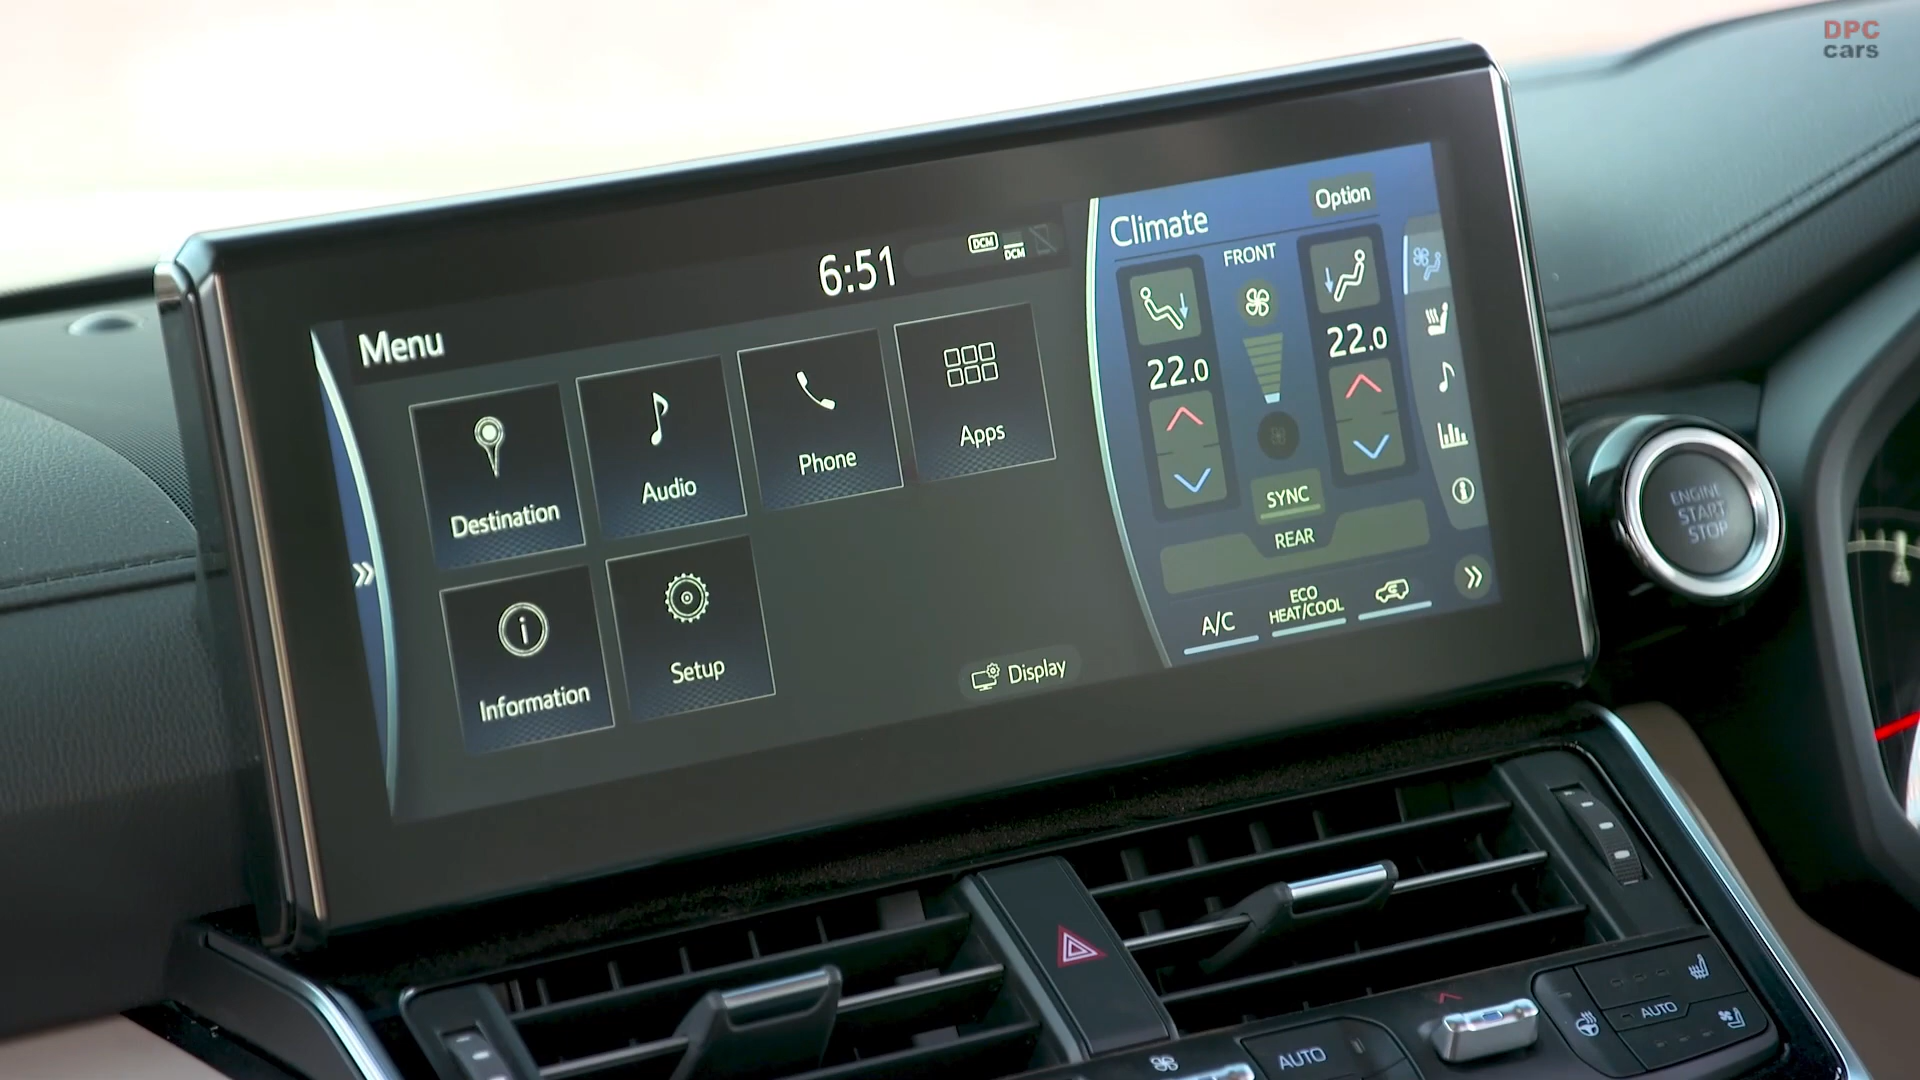 DPC
cars
6:51
DCM
DCM
Menu
Destination
Audio
Phone
Apps
Information
Setup
Display
Climate
Option
FRONT
22.0
22.0
SYNC
REAR
A/C
ECO
HEAT/COOL
ENGINE
START
STOP
AUTO
AUTO